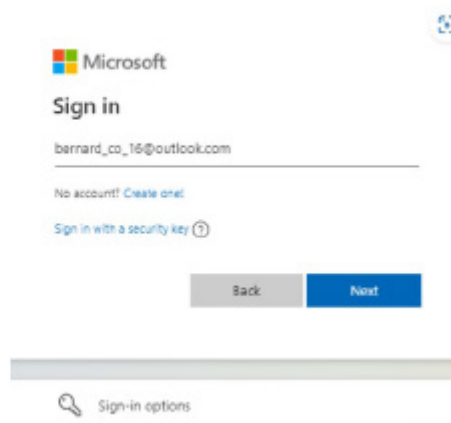 Microsoft
Sign in
bernard_co_16@outlook.com
No account? Create one!
Sign in with a security key ?
Back Next
Sign-in options